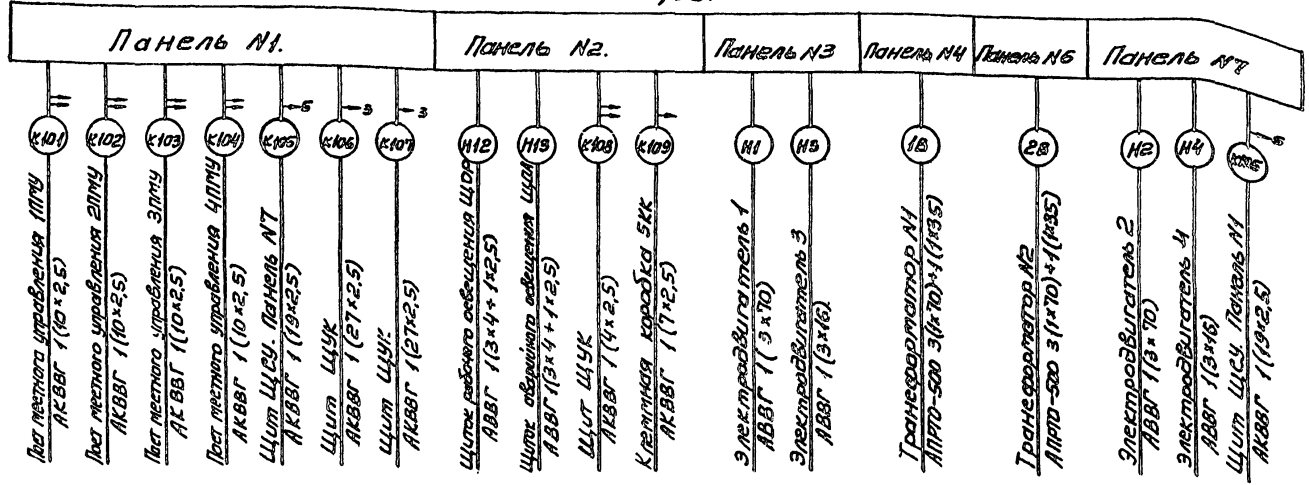 Панель N1.
Панель N2.
Панель N3
Панель N4
Панель N6
Панель N7
5
3
3
5
К101
К102
К103
К104
К105
К106
К107
Н12
Н13
К108
К109
Н1
Н3
1В
2В
Н2
Н4
Пост местного управления 1ПМУ
АКВВГ 1(10×2,5)
Пост местного управления 2ПМУ
АКВВГ 1(10×2,5)
Пост местного управления 3ПМУ
АКВВГ 1(10×2,5)
Пост местного управления 4ПМУ
АКВВГ 1(10×2,5)
Щит ЩСУ. Панель N7
АКВВГ 1(19×2,5)
Щит ЩУК
АКВВГ 1(27×2,5)
Щит ЩУК
АКВВГ 1(27×2,5)
Щиток рабочего освещения ЩОР
АВВГ 1(3×4+1×2,5)
Щиток аварийного освещения ЩОА
АВВГ 1(3×4+1×2,5)
Щит ЩУК
АКВВГ 1(4×2,5)
Клеммная коробка 5КК
АКВВГ 1(7×2,5)
Электродвигатель 1
АВВГ 1(3×70)
Электродвигатель 3
АВВГ 1(3×16)
Трансформатор N1
АПРТО-500 3(1×70)+1(1×35)
Трансформатор N2
АПРТО-500 3(1×70)+1(1×35)
Электродвигатель 2
АВВГ 1(3×70)
Электродвигатель 4
АВВГ 1(3×16)
Щит ЩСУ. Панель N1
АКВВГ 1(19×2,5)